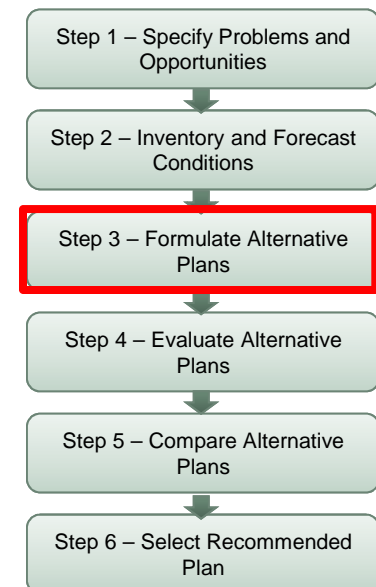 Step 1 – Specify Problems and
Opportunities
Step 2 – Inventory and Forecast
Conditions
Step 3 – Formulate Alternative
Plans
Step 4 – Evaluate Alternative
Plans
Step 5 – Compare Alternative
Plans
Step 6 – Select Recommended
Plan